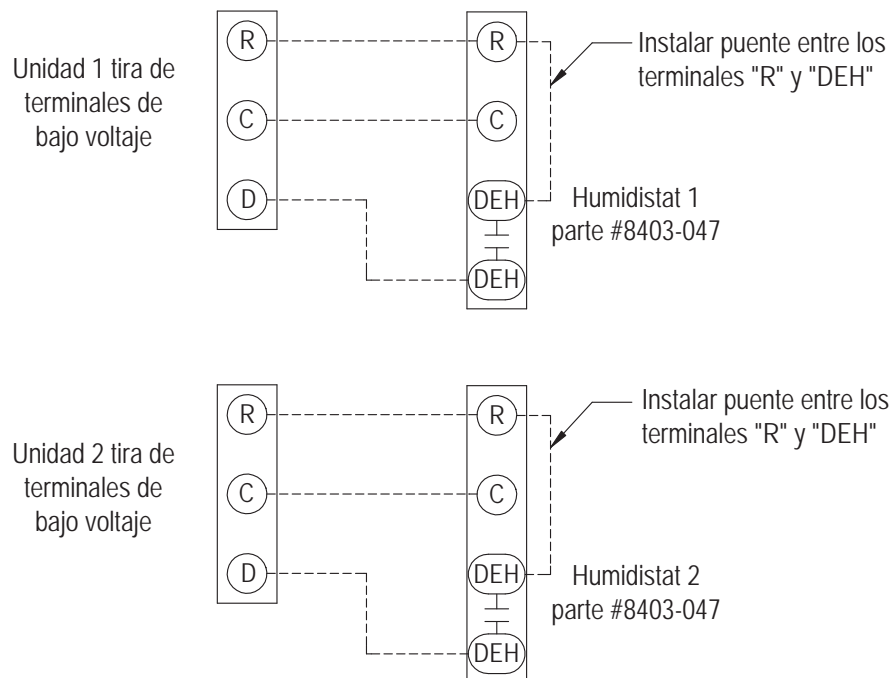 Unidad 1 tira de
terminales de
bajo voltaje
R
C
D
R
C
DEH
DEH
Instalar puente entre los
terminales "R" y "DEH"
Humidistat 1
parte #8403-047
Unidad 2 tira de
terminales de
bajo voltaje
R
C
D
R
C
DEH
DEH
Instalar puente entre los
terminales "R" y "DEH"
Humidistat 2
parte #8403-047